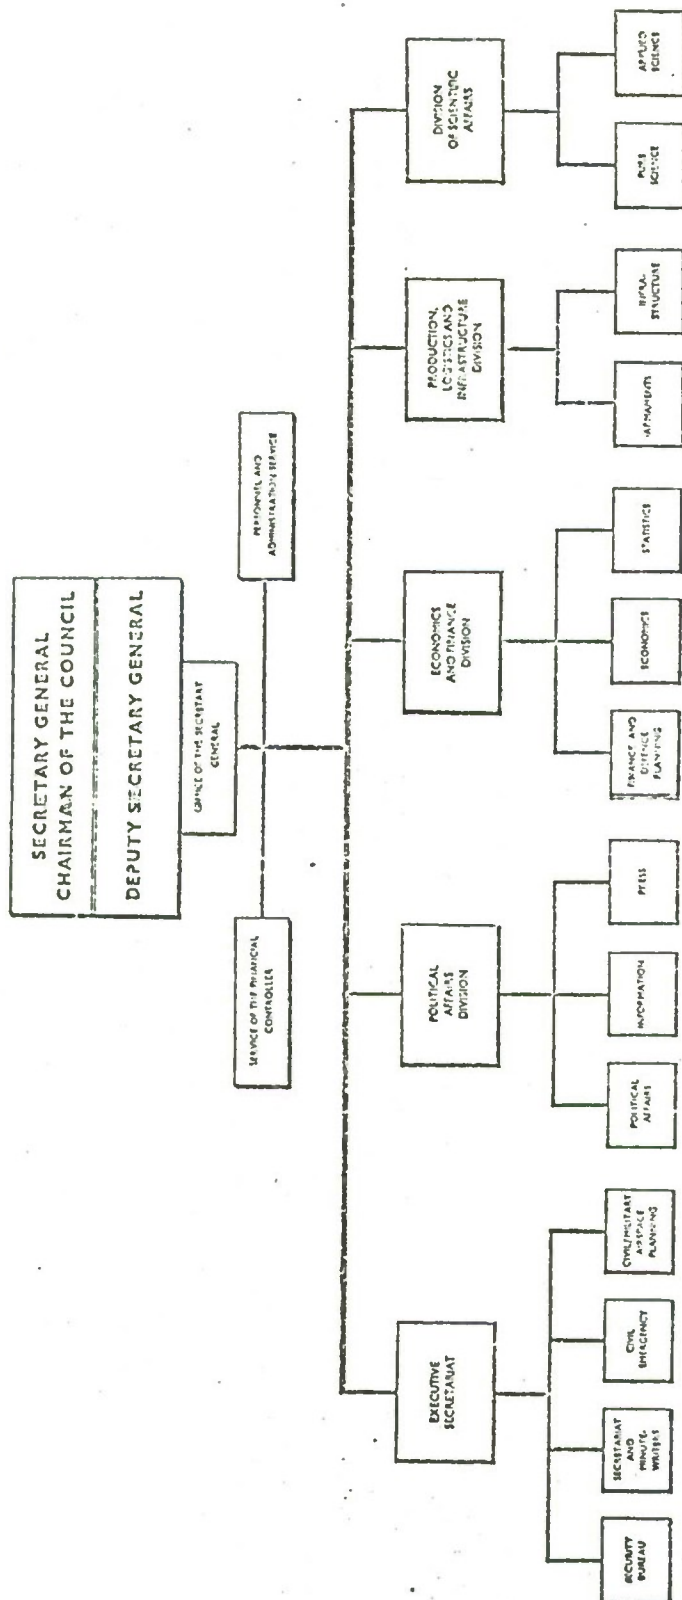 SECRETARY GENERAL
CHAIRMAN OF THE COUNCIL
DEPUTY SECRETARY GENERAL
OFFICE OF THE SECRETARY
GENERAL
SERVICE OF THE FINANCIAL
CONTROLLER
PERSONNEL AND
ADMINISTRATION SERVICE
EXECUTIVE
SECRETARIAT
POLITICAL
AFFAIRS
DIVISION
ECONOMICS
AND FINANCE
DIVISION
PRODUCTION,
LOGISTICS AND
INFRASTRUCTURE
DIVISION
DIVISION
OF SCIENTIFIC
AFFAIRS
SECURITY
BUREAU
SECRETARIAT
AND
MINUTE-
WRITERS
CIVIL
EMERGENCY
CIVIL/MILITARY
AIRSPACE
PLANNING
POLITICAL
AFFAIRS
INFORMATION
PRESS
FINANCE AND
DEFENCE
PLANNING
ECONOMICS
STATISTICS
ARMAMENTS
INFRA-
STRUCTURE
PURE
SCIENCE
APPLIED
SCIENCE